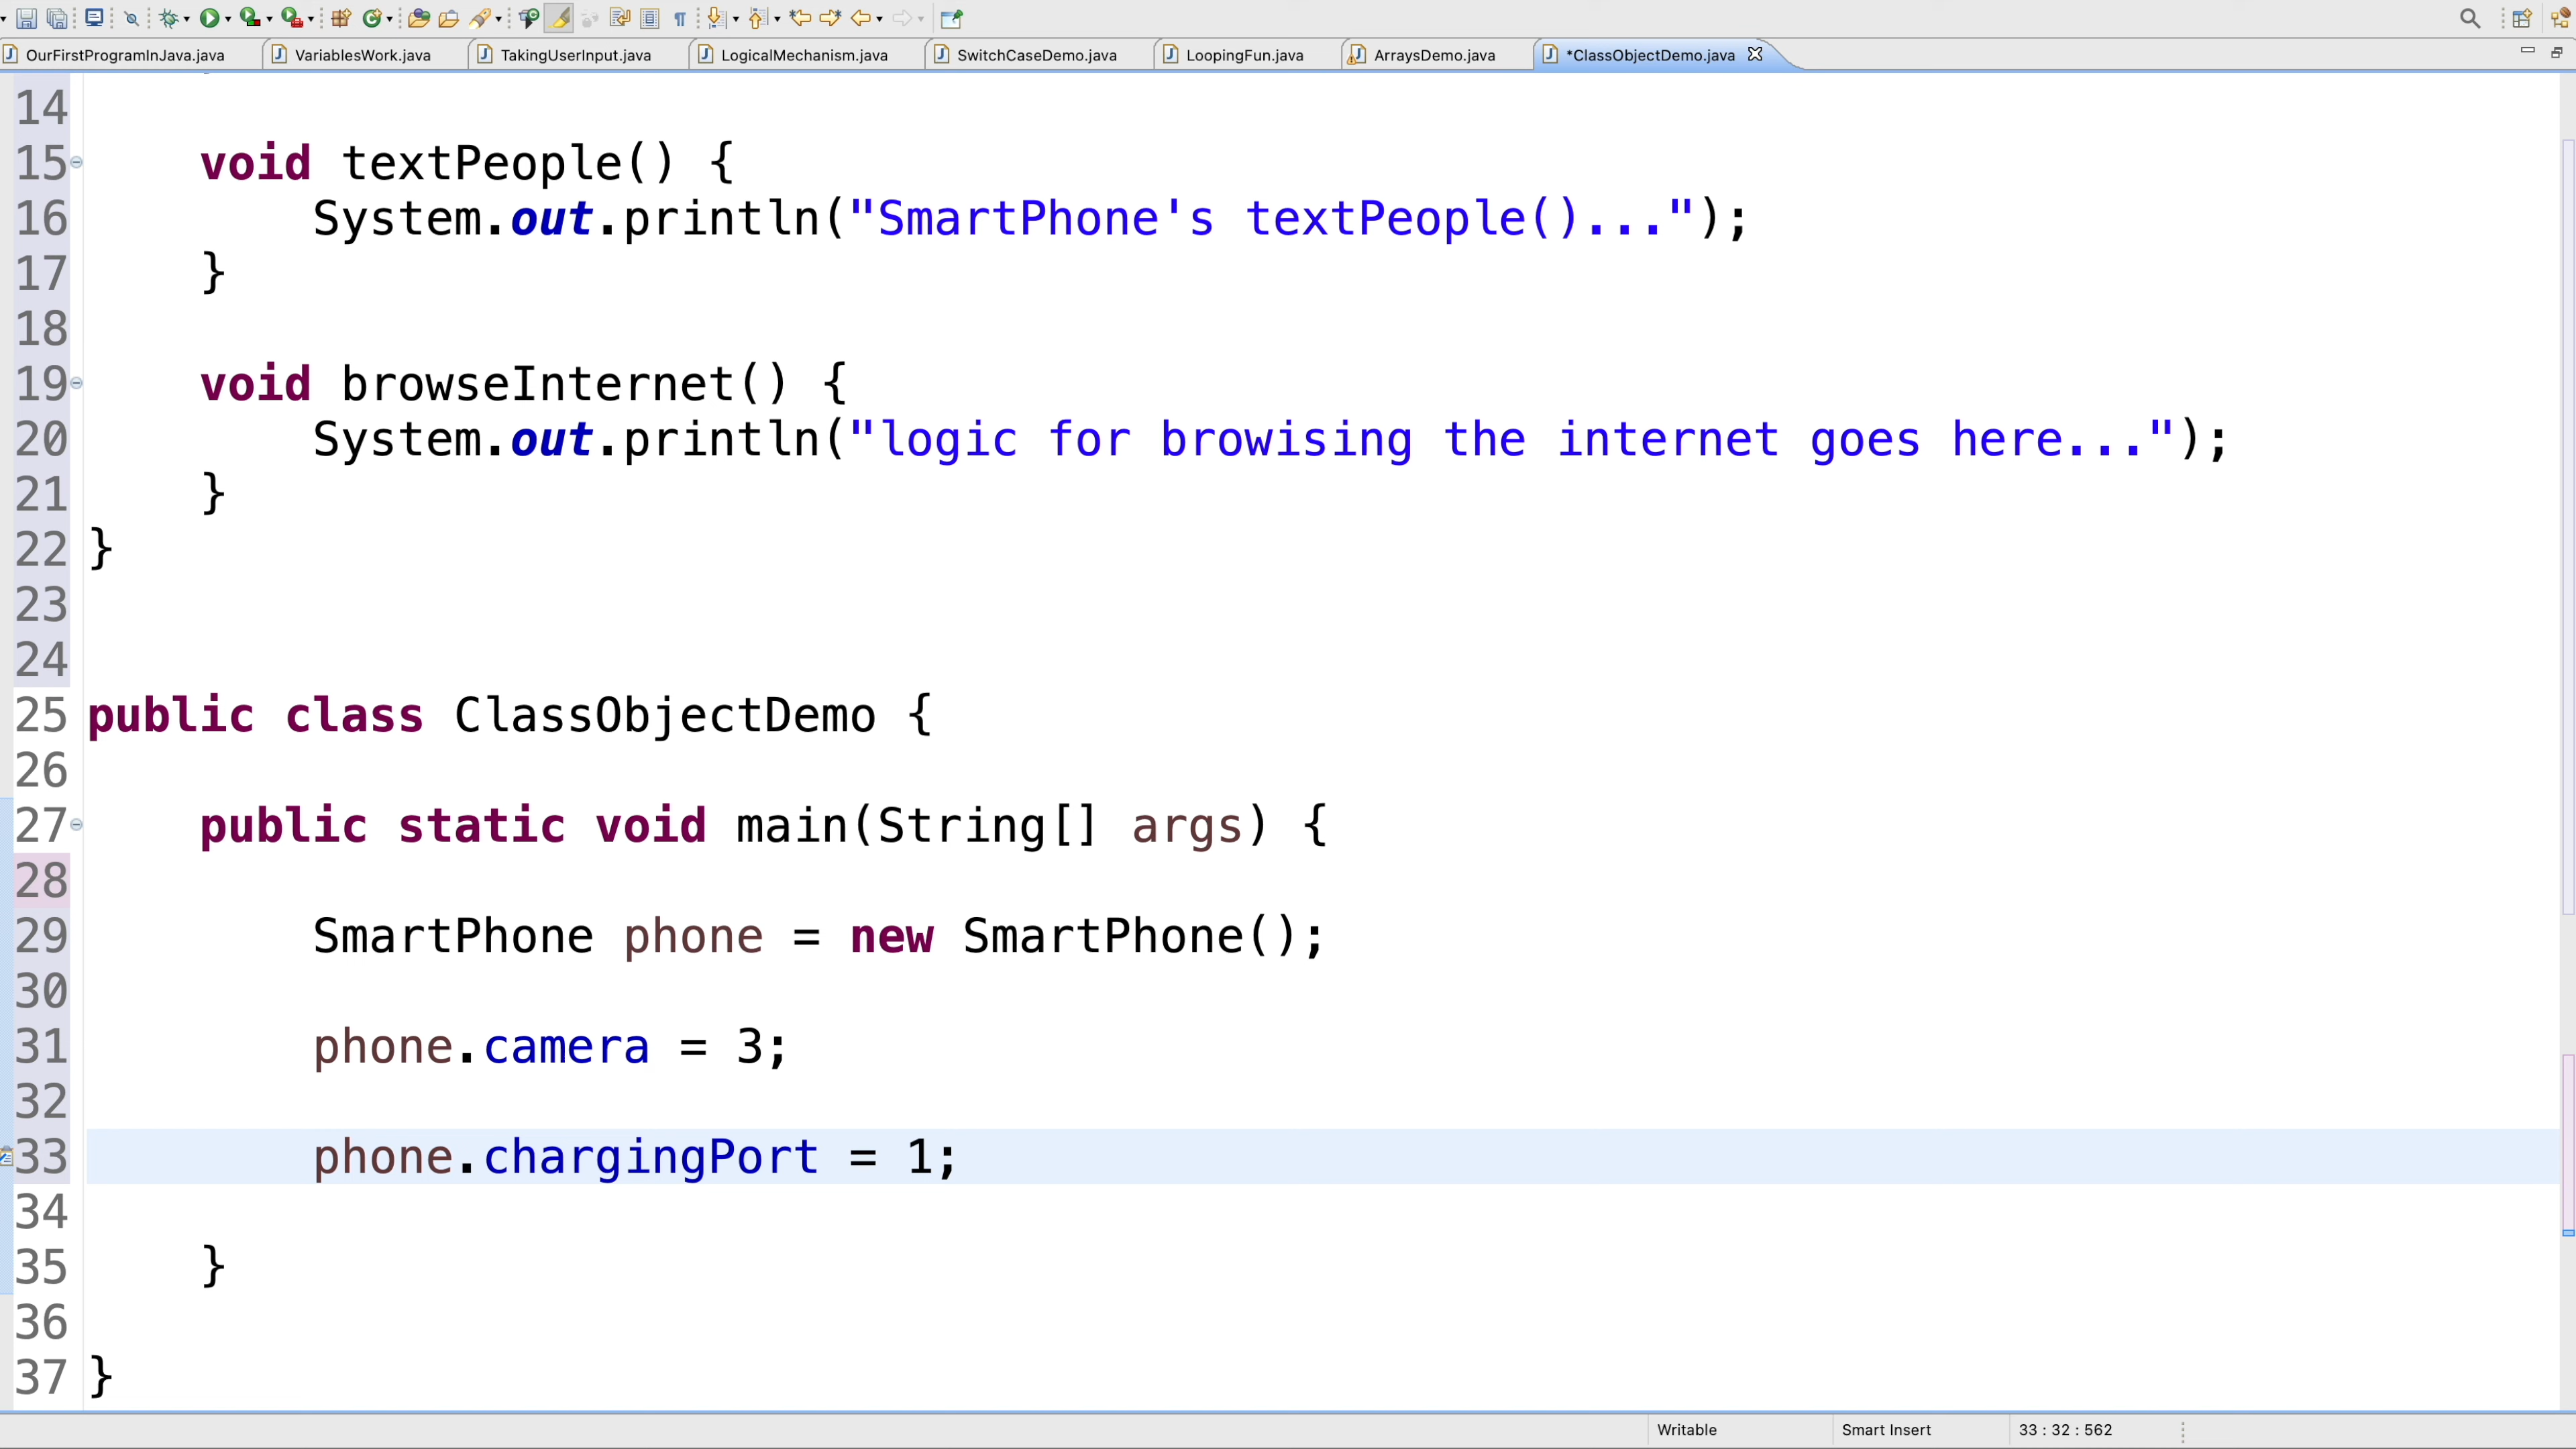 OurFirstProgramInJava.java VariablesWork.java TakingUserInput.java LogicalMechanism.java SwitchCaseDemo.java LoopingFun.java ArraysDemo.java *ClassObjectDemo.java
14
15 void textPeople() {
16 System.out.println("SmartPhone's textPeople()...");
17 }
18
19 void browseInternet() {
20 System.out.println("logic for browising the internet goes here...");
21 }
22 }
23
24
25 public class ClassObjectDemo {
26
27 public static void main(String[] args) {
28
29 SmartPhone phone = new SmartPhone();
30
31 phone.camera = 3;
32
33 phone.chargingPort = 1;
34
35 }
36
37 }
Writable Smart Insert 33 : 32 : 562